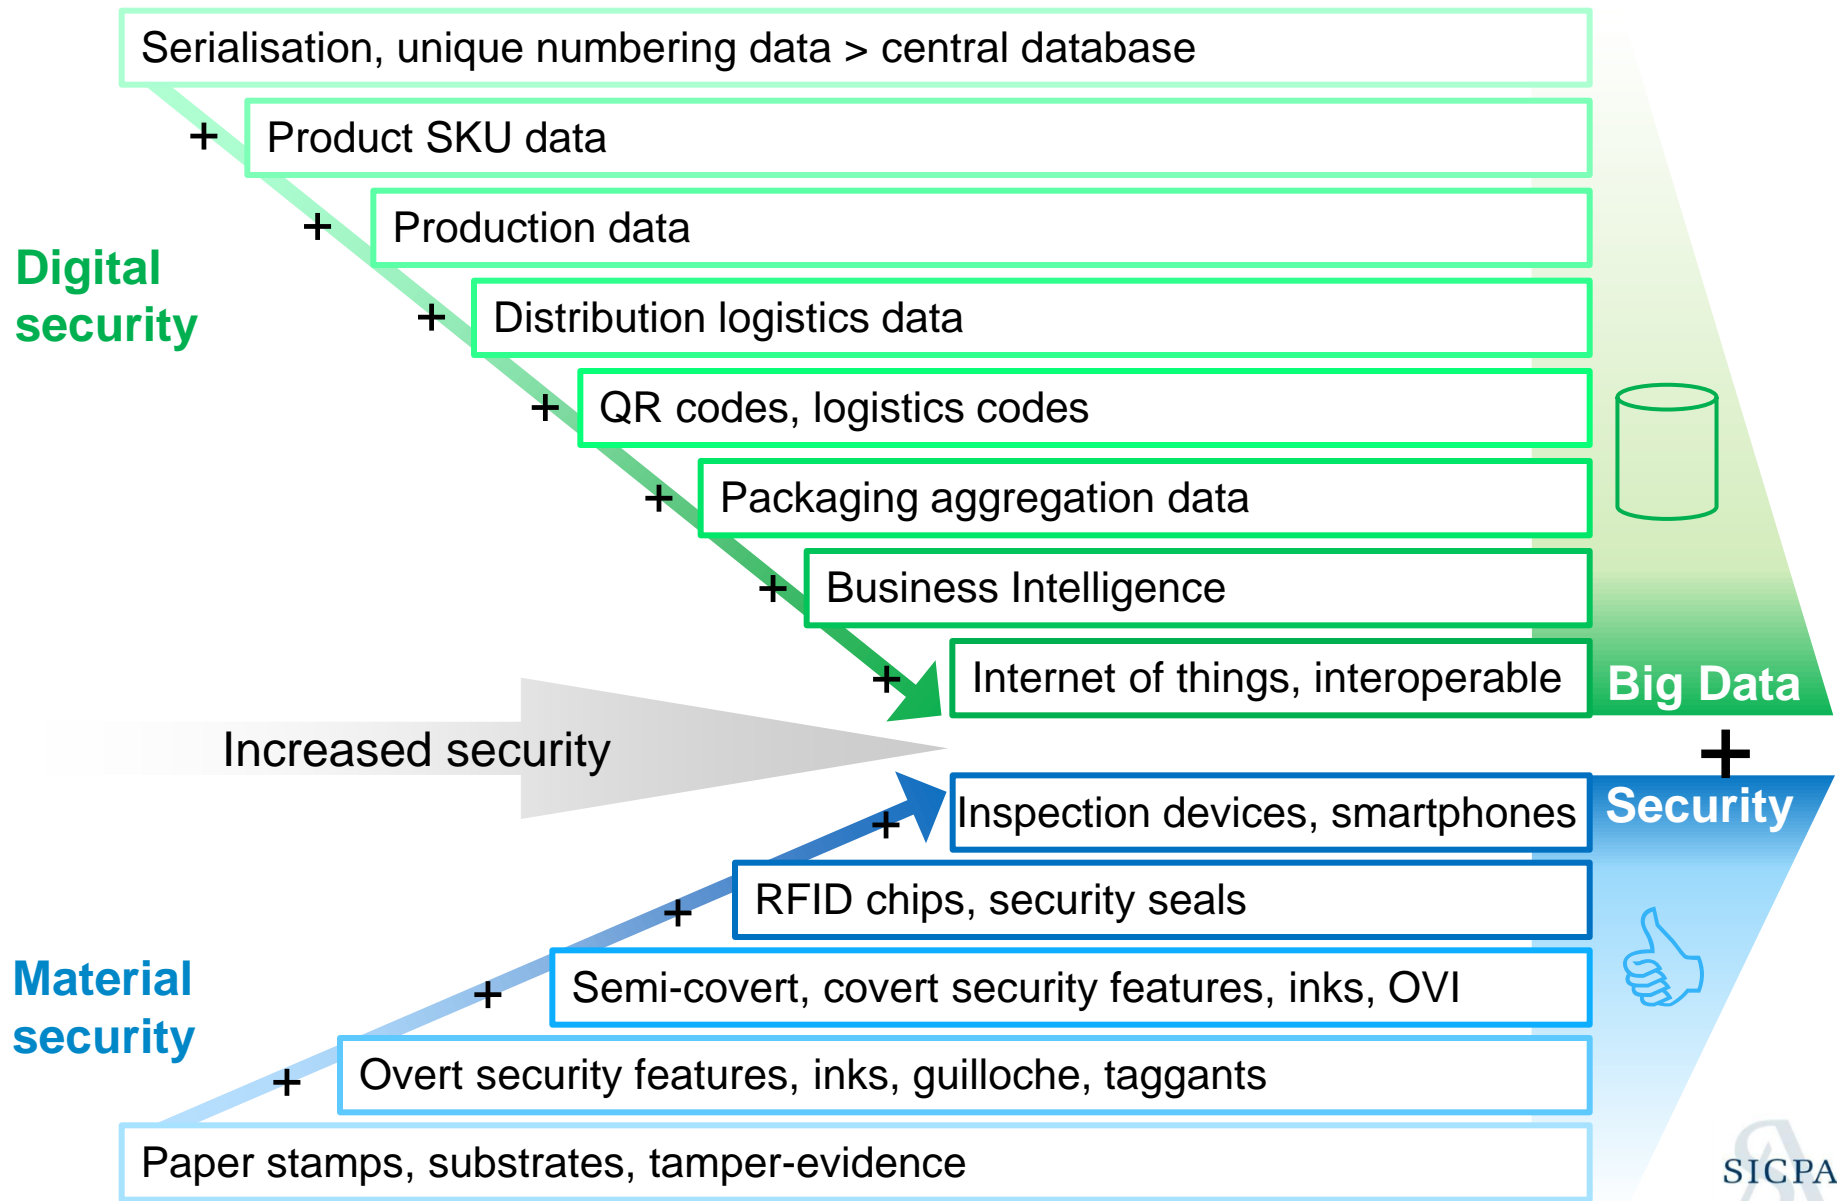 Serialisation, unique numbering data > central database
+ Product SKU data
+ Production data
Digital
security
+ Distribution logistics data
+ QR codes, logistics codes
+ Packaging aggregation data
+ Business Intelligence
+ Internet of things, interoperable
Big Data
Increased security
+
Inspection devices, smartphones
+
Security
RFID chips, security seals
+
Material
security
Semi-covert, covert security features, inks, OVI
+
Overt security features, inks, guilloche, taggants
+
Paper stamps, substrates, tamper-evidence
SICPA